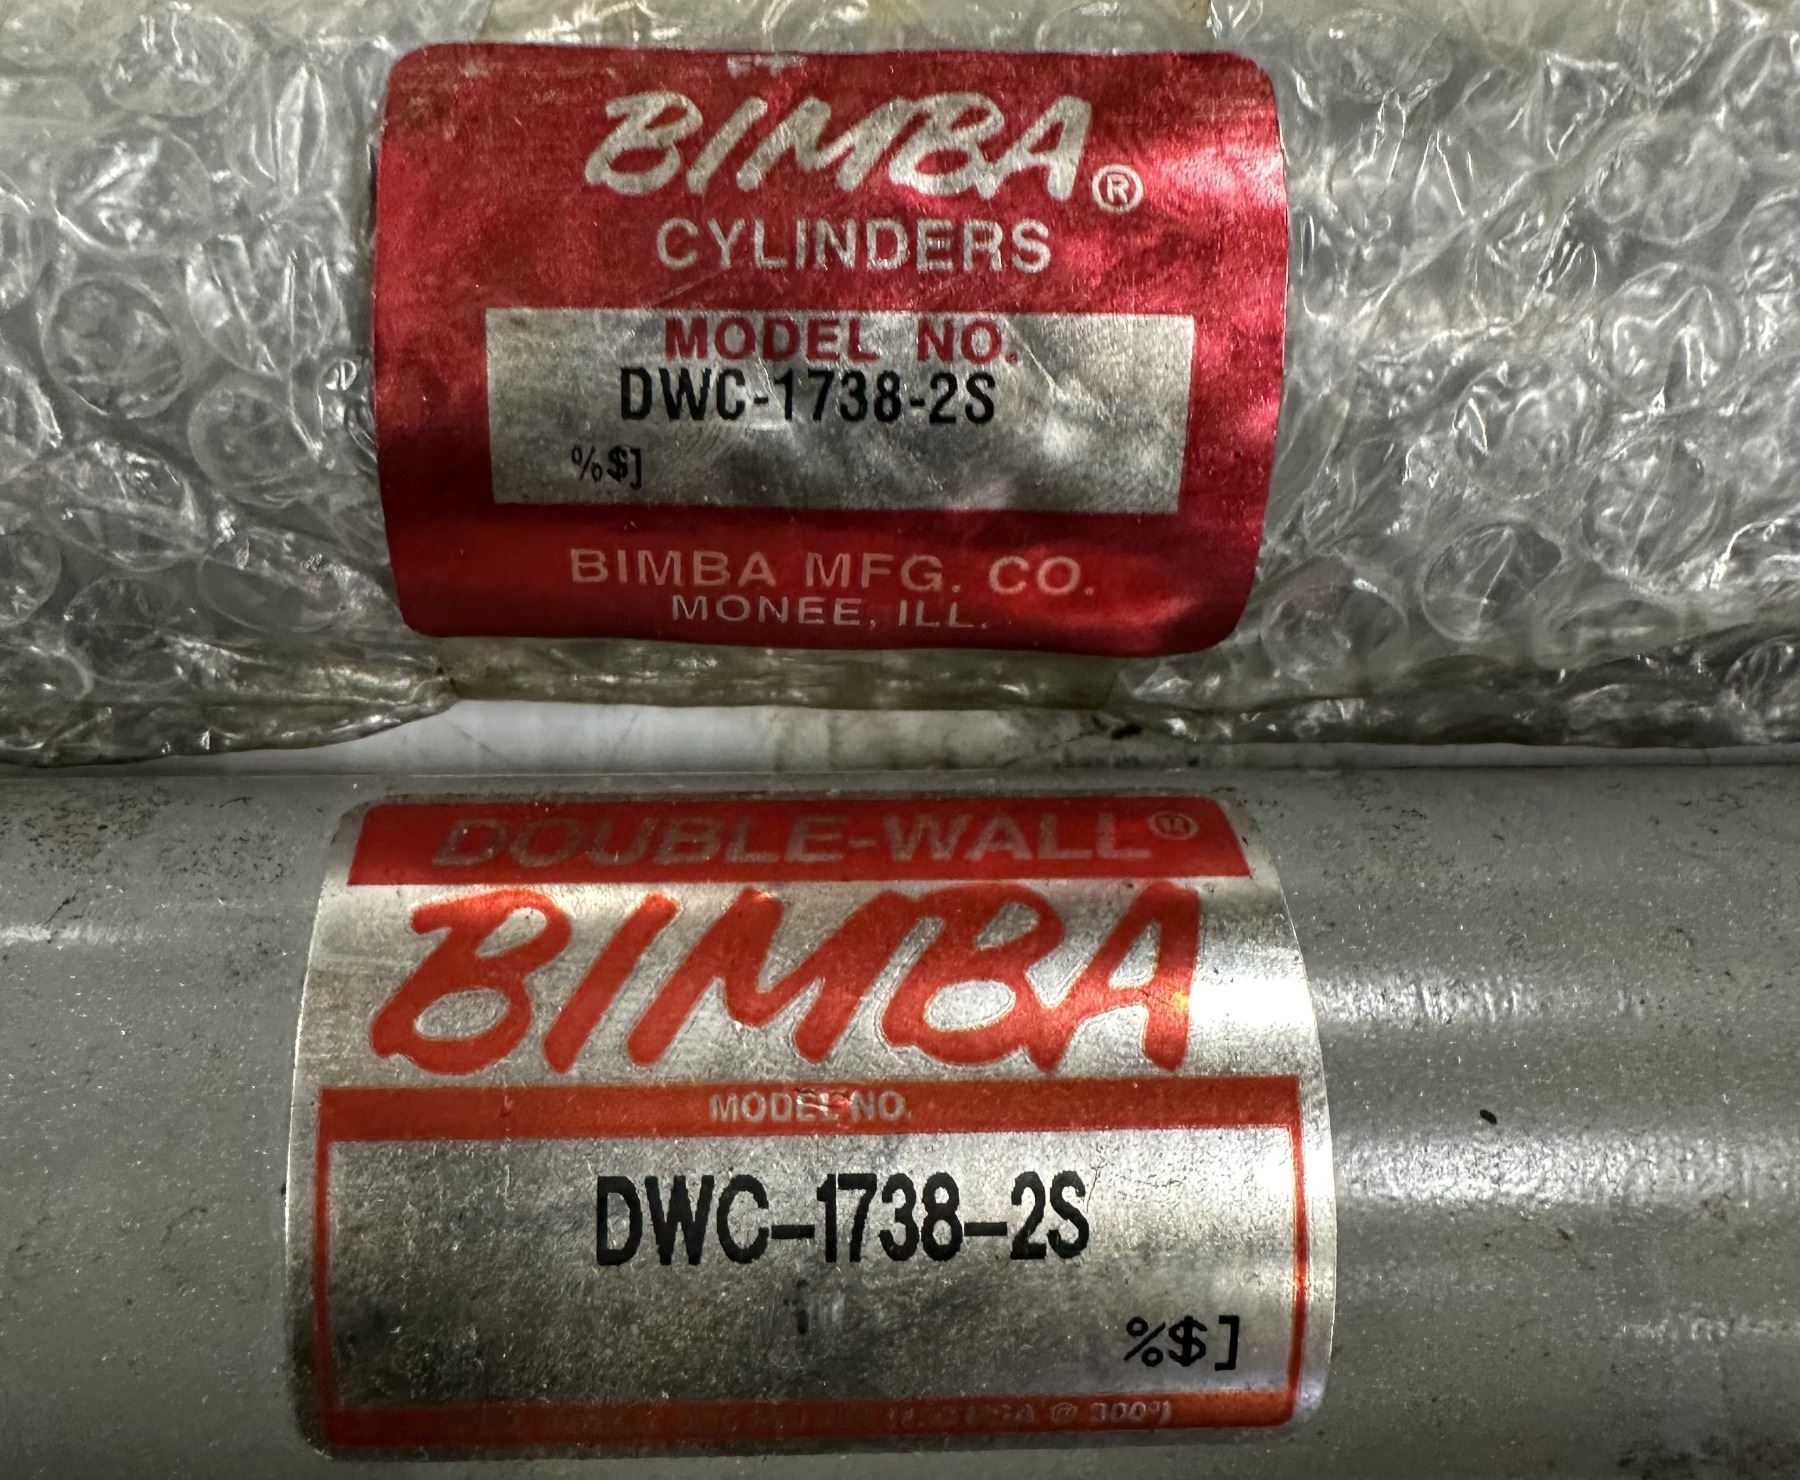 BIMBA®
CYLINDERS
MODEL NO.
DWC-1738-2S
%$]
BIMBA MFG. CO.
MONEE, ILL.
DOUBLE-WALL®
BIMBA
MODEL NO.
DWC-1738-2S
%$]